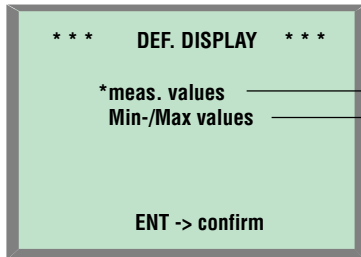 * * * DEF. DISPLAY * * *
*meas. values
Min-/Max values
ENT -> confirm